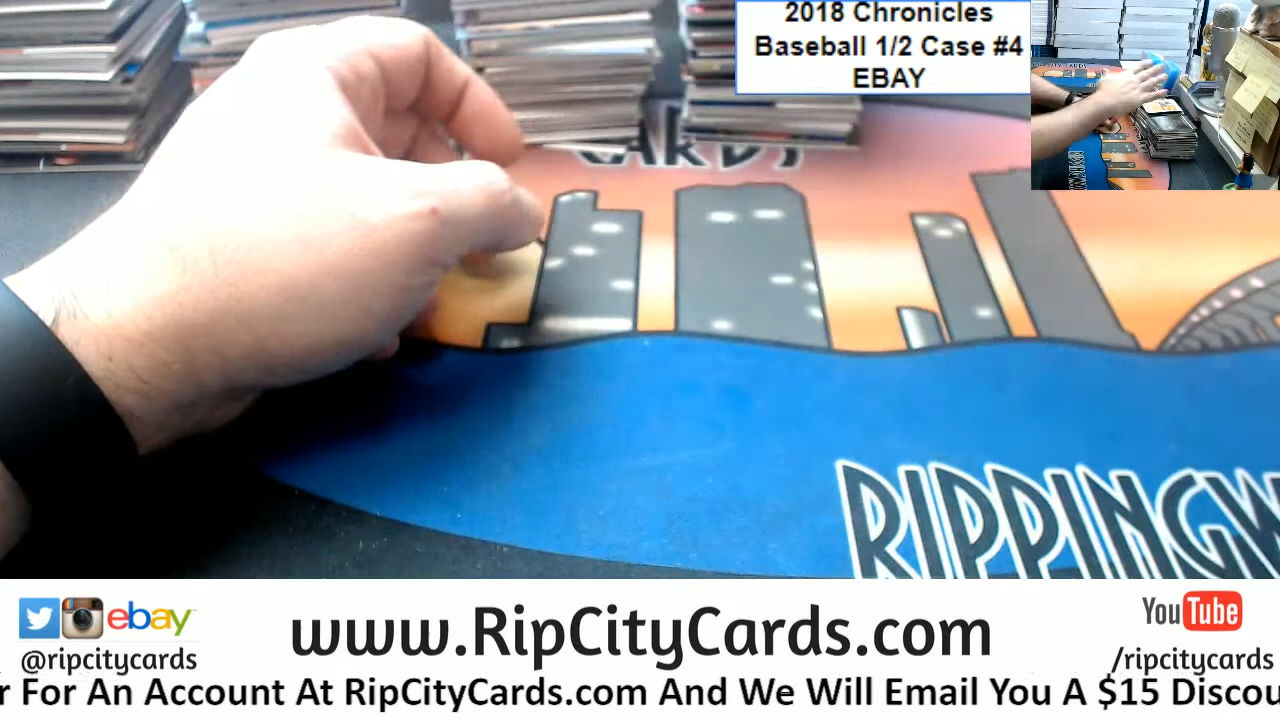 2018 Chronicles
Baseball 1/2 Case #4
EBAY
CARDS
RIPPINGW
ebay
www.RipCityCards.com
YouTube
@ripcitycards
/ripcitycards
r For An Account At RipCityCards.com And We Will Email You A $15 Discou